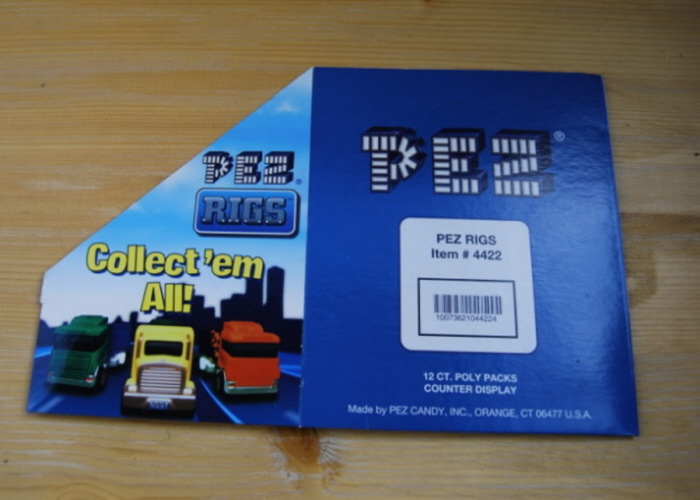 PEZ®
RIGS
Collect 'em
All!
PEZ®
PEZ RIGS
Item # 4422
10073621044224
12 CT. POLY PACKS
COUNTER DISPLAY
Made by PEZ CANDY, INC., ORANGE, CT 06477 U.S.A.